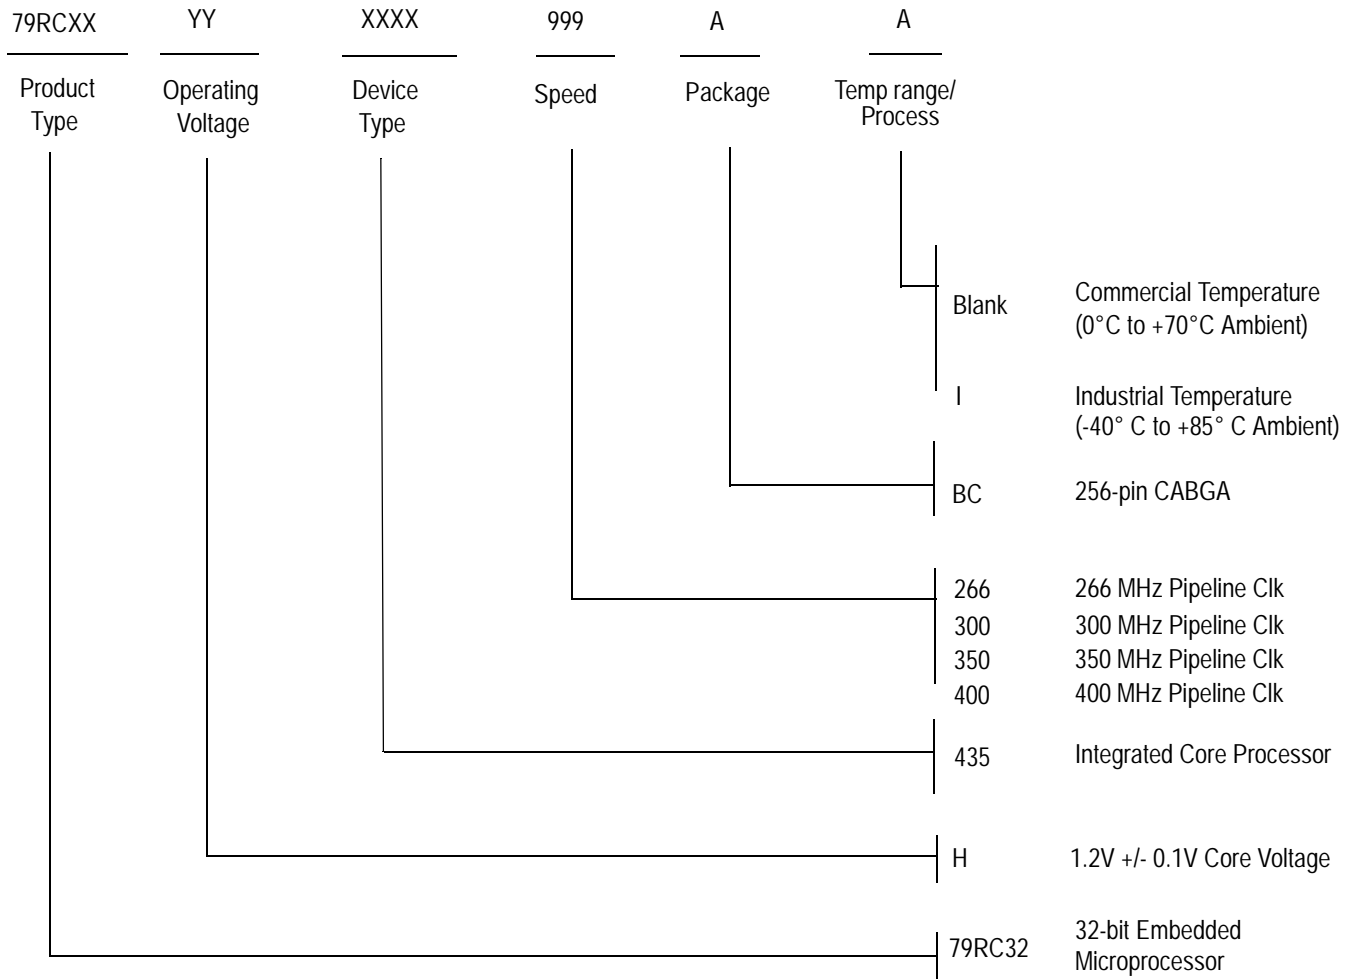 79RCXX YY XXXX 999 A A
Product Type
Operating Voltage
Device Type
Speed
Package
Temp range/ Process
Blank Commercial Temperature
(0°C to +70°C Ambient)
I Industrial Temperature
(-40° C to +85° C Ambient)
BC 256-pin CABGA
266 266 MHz Pipeline Clk
300 300 MHz Pipeline Clk
350 350 MHz Pipeline Clk
400 400 MHz Pipeline Clk
435 Integrated Core Processor
H 1.2V +/- 0.1V Core Voltage
79RC32 32-bit Embedded
Microprocessor